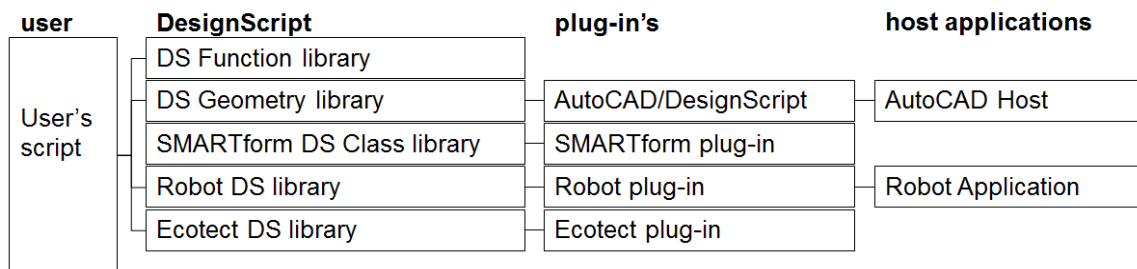 user DesignScript plug-in's host applications
DS Function library
DS Geometry library AutoCAD/DesignScript AutoCAD Host
User's
script
SMARTform DS Class library SMARTform plug-in
Robot DS library Robot plug-in Robot Application
Ecotect DS library Ecotect plug-in